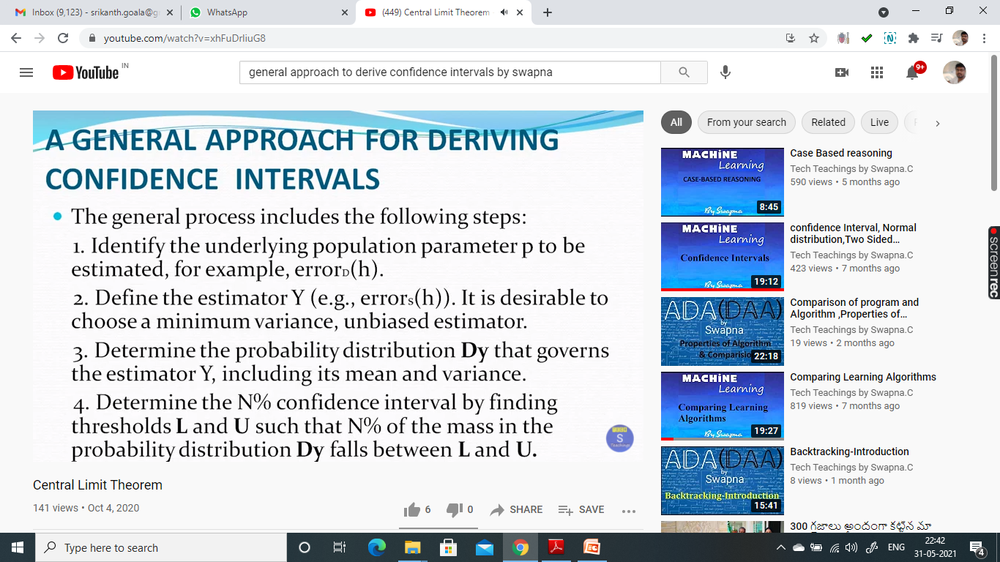 Inbox (9,123) - srikanth.goala@g
WhatsApp
(449) Central Limit Theorem
youtube.com/watch?v=xhFuDrliuG8
YouTube IN
general approach to derive confidence intervals by swapna
9+
A GENERAL APPROACH FOR DERIVING
CONFIDENCE INTERVALS
• The general process includes the following steps:
1. Identify the underlying population parameter p to be
estimated, for example, errorD(h).
2. Define the estimator Y (e.g., errors(h)). It is desirable to
choose a minimum variance, unbiased estimator.
3. Determine the probability distribution Dy that governs
the estimator Y, including its mean and variance.
4. Determine the N% confidence interval by finding
thresholds L and U such that N% of the mass in the
probability distribution Dy falls between L and U.
S
Teachings
Central Limit Theorem
141 views • Oct 4, 2020
6
0
SHARE
SAVE
All
From your search
Related
Live
MACHiNE
Learning
CASE-BASED REASONING
By Swapna
8:45
Case Based reasoning
Tech Teachings by Swapna.C
590 views • 5 months ago
MACHiNE
Learning
Confidence Intervals
By Swapna
19:12
confidence Interval, Normal
distribution,Two Sided…
Tech Teachings by Swapna.C
423 views • 7 months ago
ADA(DAA)
by
Swapna
Properties of Algorithm
& Comparision
22:18
Comparison of program and
Algorithm ,Properties of…
Tech Teachings by Swapna.C
19 views • 2 months ago
MACHiNE
Learning
Comparing Learning
Algorithms
By Swapna
19:27
Comparing Learning Algorithms
Tech Teachings by Swapna.C
819 views • 7 months ago
ADA(DAA)
by
Swapna
Backtracking-Introduction
15:41
Backtracking-Introduction
Tech Teachings by Swapna.C
8 views • 1 month ago
300 గజాలు అందంగా కట్టిన మా
screenrec
Type here to search
ENG
22:42
31-05-2021
4